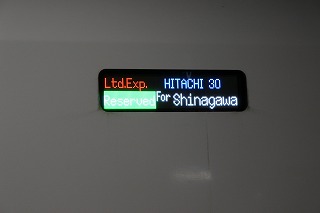 Ltd.Exp. HITACHI 30
Reserved For Shinagawa